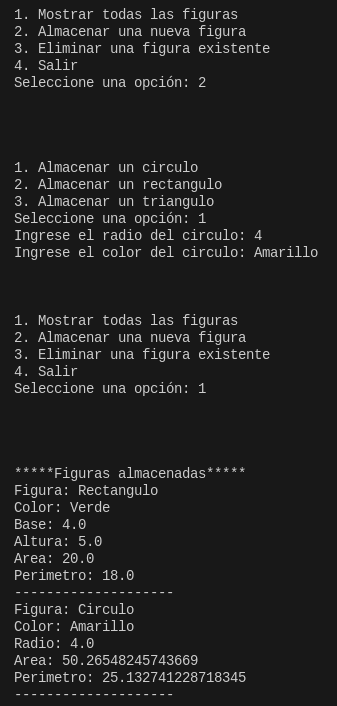 1. Mostrar todas las figuras
2. Almacenar una nueva figura
3. Eliminar una figura existente
4. Salir
Seleccione una opción: 2
1. Almacenar un circulo
2. Almacenar un rectangulo
3. Almacenar un triangulo
Seleccione una opción: 1
Ingrese el radio del circulo: 4
Ingrese el color del circulo: Amarillo
1. Mostrar todas las figuras
2. Almacenar una nueva figura
3. Eliminar una figura existente
4. Salir
Seleccione una opción: 1
*****Figuras almacenadas*****
Figura: Rectangulo
Color: Verde
Base: 4.0
Altura: 5.0
Area: 20.0
Perimetro: 18.0
--------------------
Figura: Circulo
Color: Amarillo
Radio: 4.0
Area: 50.26548245743669
Perimetro: 25.132741228718345
--------------------